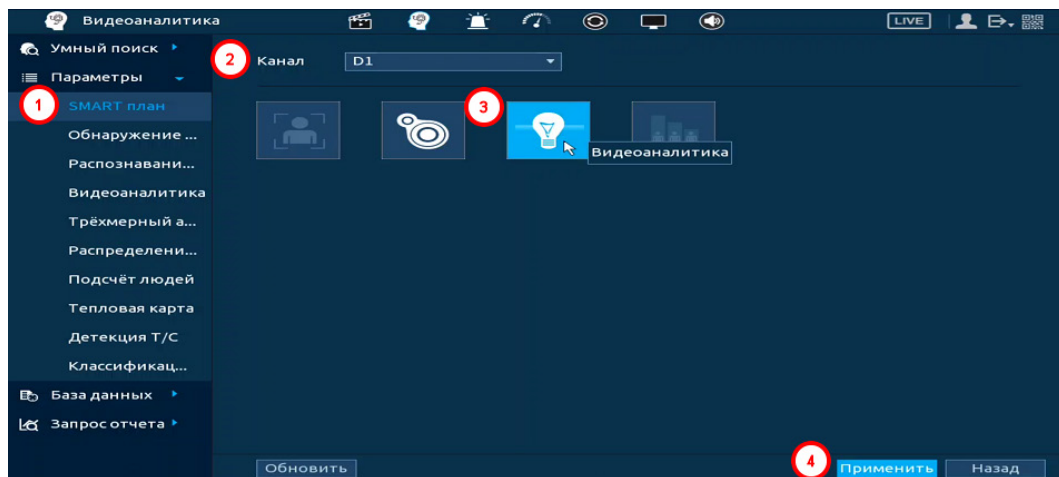 Видеоаналитика
LIVE
Умный поиск
Параметры
1
SMART план
Обнаружение ...
Распознавани...
Видеоаналитика
Трёхмерный а...
Распределени...
Подсчёт людей
Тепловая карта
Детекция Т/С
Классификац...
База данных
Запрос отчета
2
Канал
D1
3
Видеоаналитика
Обновить
4
Применить
Назад